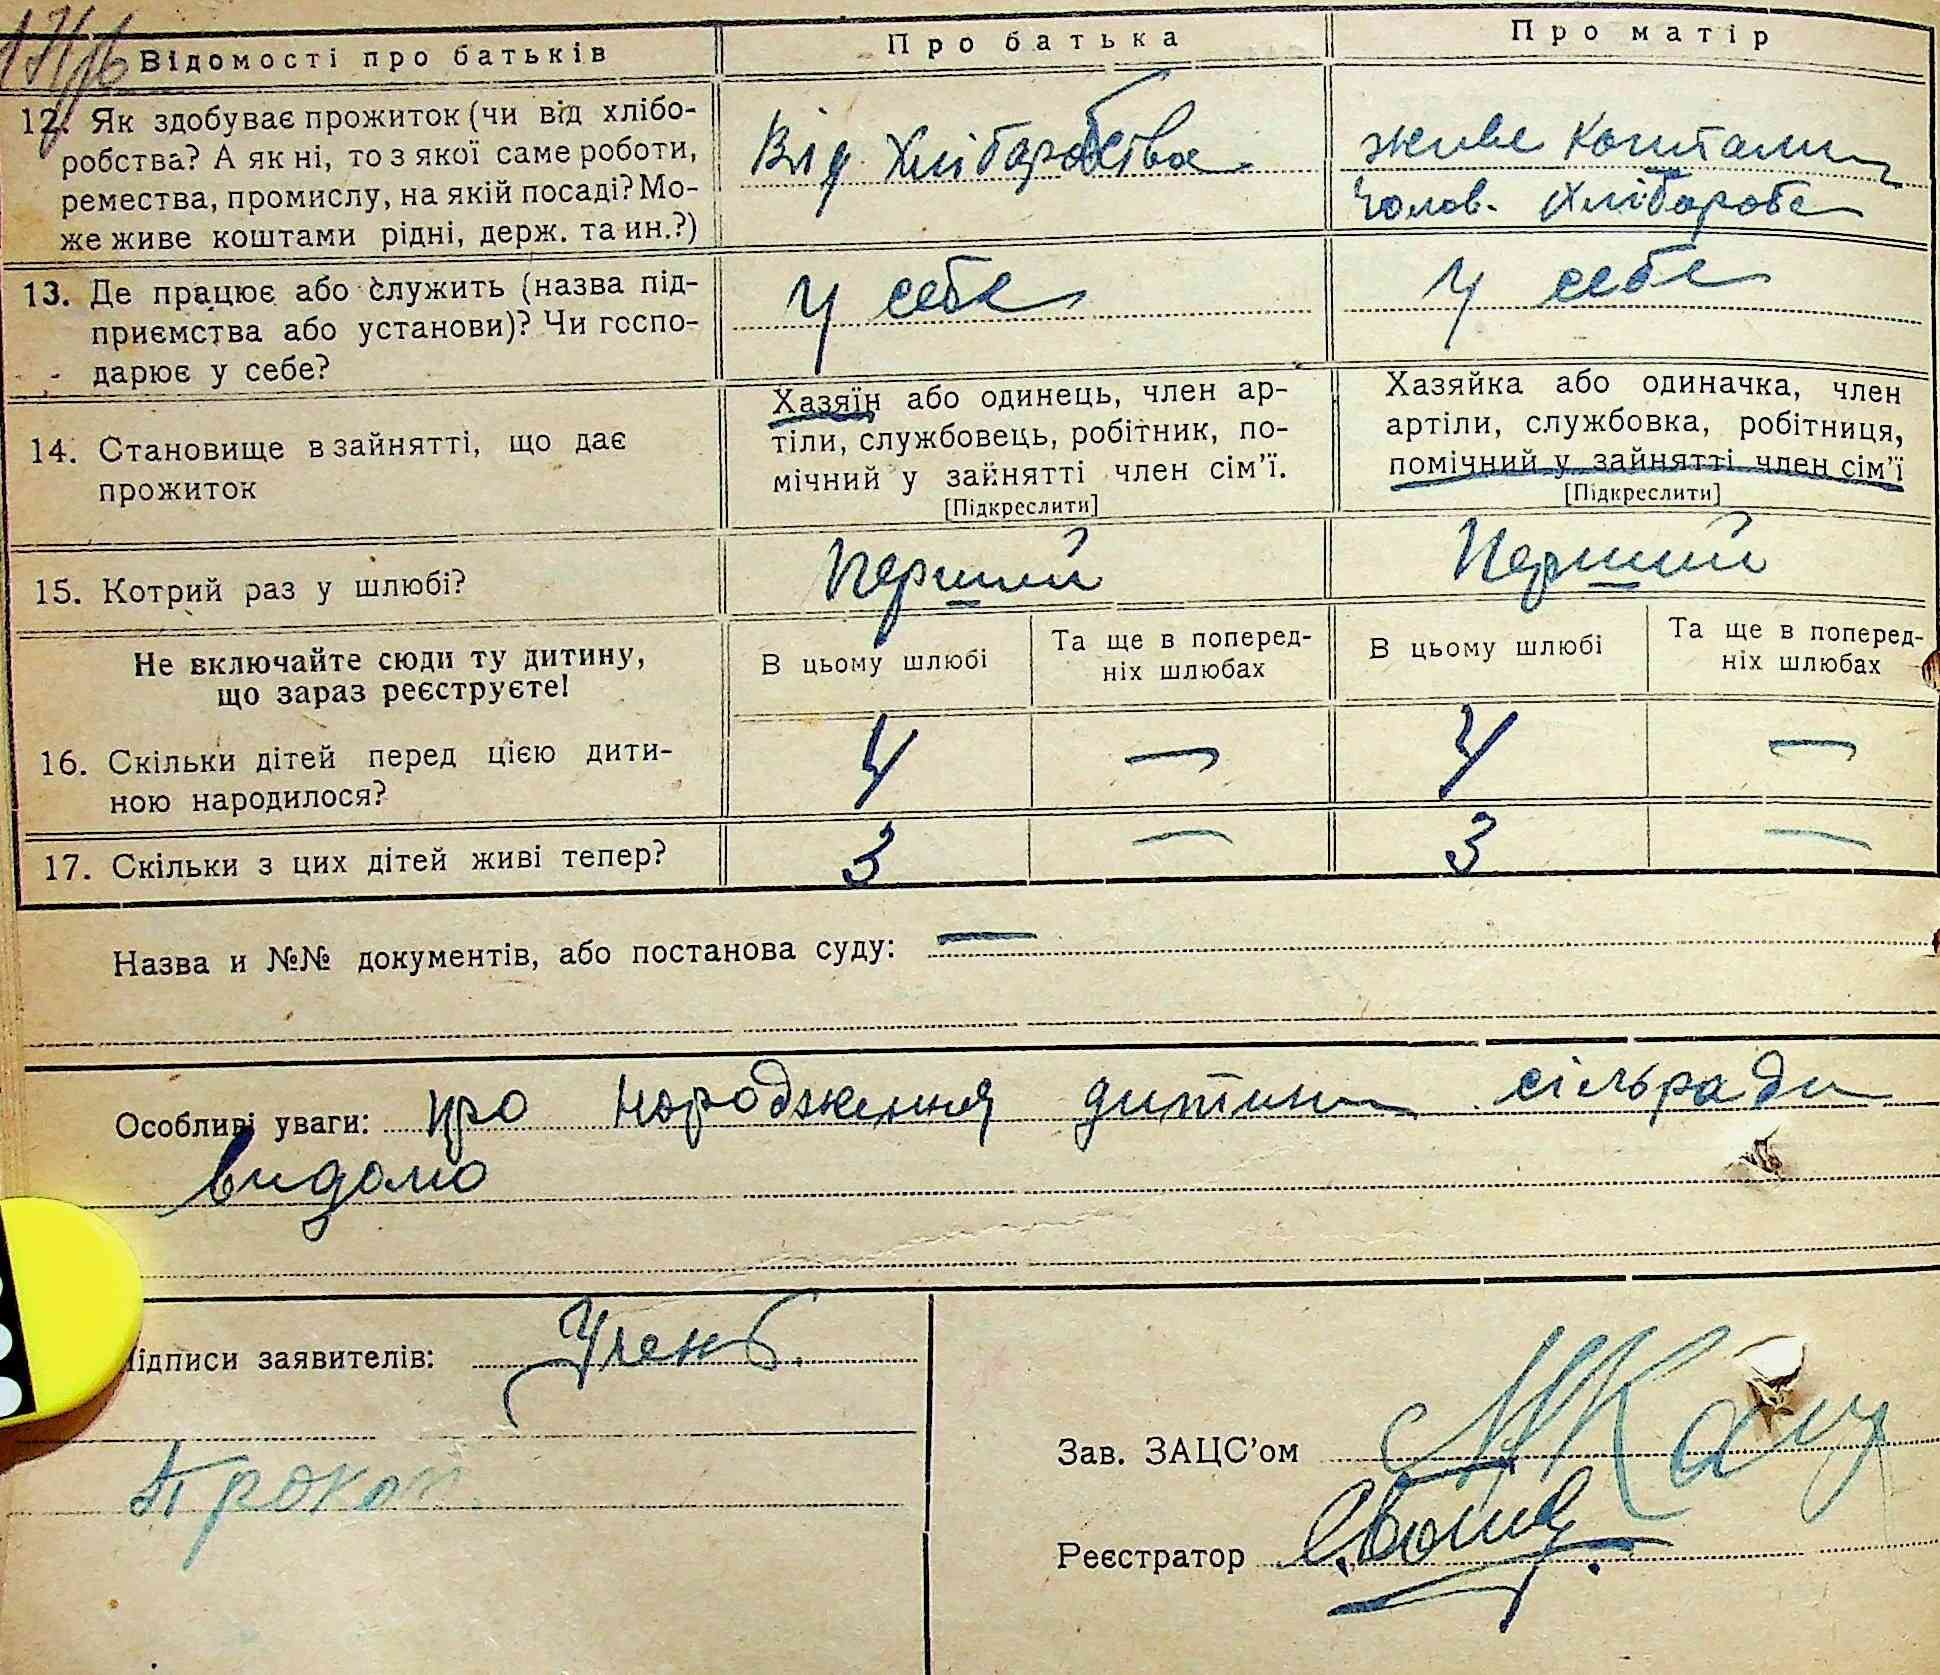 Відомості про батьків
Про батька
Про матір
12. Як здобуває прожиток (чи від хлібо-
робства? А як ні, то з якої саме роботи,
ремества, промислу, на якій посаді? Мо-
же живе коштами рідні, держ. та ин.?)
Від Хліборобства
живе коштами
чолов. Хлібороба
13. Де працює або служить (назва під-
приємства або установи)? Чи госпо-
дарює у себе?
у себе
у себе
14. Становище в зайнятті, що дає
прожиток
Хазяїн або одинець, член ар-
тіли, службовець, робітник, по-
мічний у зайнятті член сім'ї.
[Підкреслити]
Хазяйка або одиначка, член
артіли, службовка, робітниця,
помічний у зайнятті член сім'ї
[Підкреслити]
15. Котрий раз у шлюбі?
Перший
Перший
Не включайте сюди ту дитину,
що зараз реєструєте!
В цьому шлюбі
Та ще в поперед-
ніх шлюбах
В цьому шлюбі
Та ще в поперед-
ніх шлюбах
16. Скільки дітей перед цією дити-
ною народилося?
4
—
4
—
17. Скільки з цих дітей живі тепер?
3
—
3
—
Назва и №№ документів, або постанова суду: —
Особливі уваги: про народження дитини сільради
видомо
Підписи заявителів:
Прокоп
Зав. ЗАЦС'ом
Реєстратор